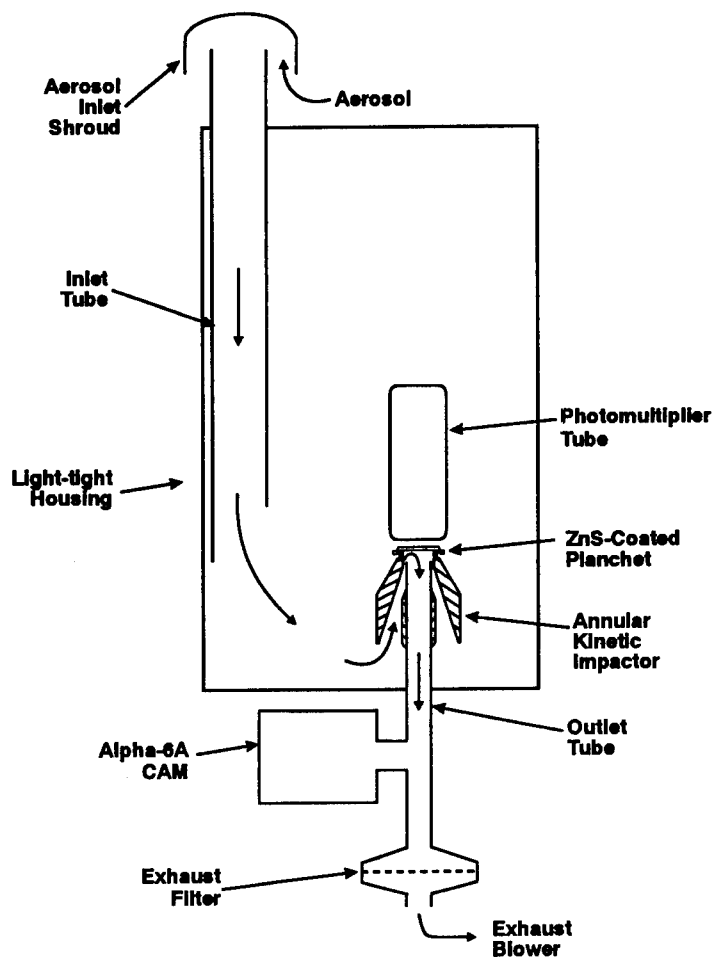 Aerosol
Inlet
Shroud
Aerosol
Inlet
Tube
Photomultiplier
Tube
Light-tight
Housing
ZnS-Coated
Planchet
Annular
Kinetic
Impactor
Outlet
Tube
Alpha-6A
CAM
Exhaust
Filter
Exhaust
Blower